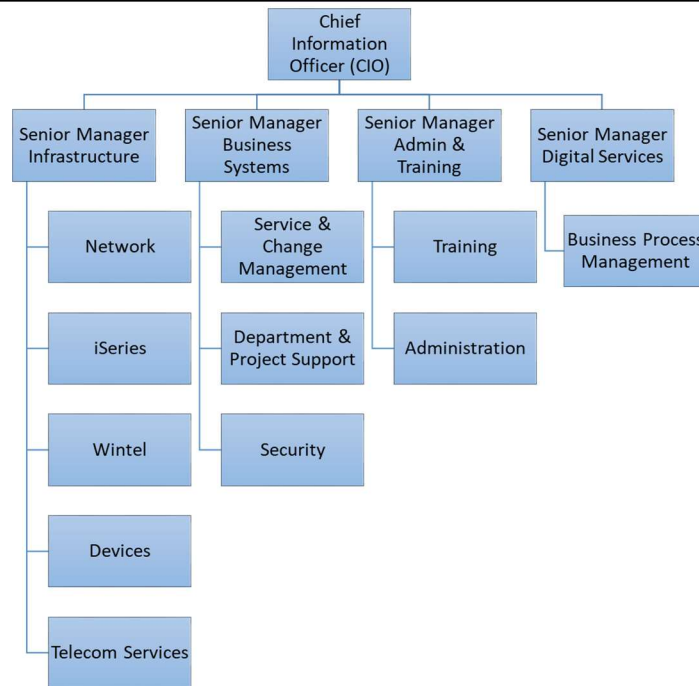 Chief
Information
Officer (CIO)
Senior Manager
Infrastructure
Senior Manager
Business
Systems
Senior Manager
Admin &
Training
Senior Manager
Digital Services
Network
Service &
Change
Management
Training
Business Process
Management
iSeries
Department &
Project Support
Administration
Wintel
Security
Devices
Telecom Services